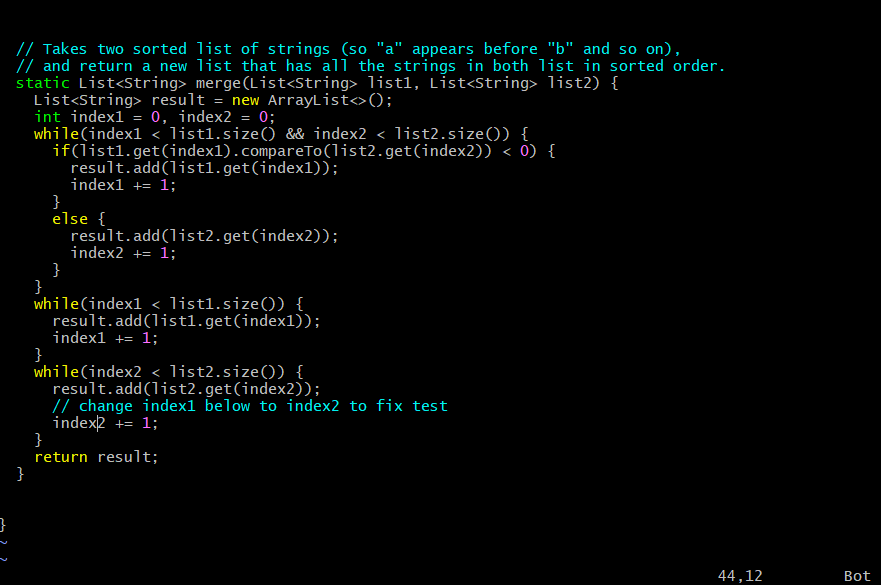 // Takes two sorted list of strings (so "a" appears before "b" and so on),
// and return a new list that has all the strings in both list in sorted order.
static List<String> merge(List<String> list1, List<String> list2) {
List<String> result = new ArrayList<>();
int index1 = 0, index2 = 0;
while(index1 < list1.size() && index2 < list2.size()) {
if(list1.get(index1).compareTo(list2.get(index2)) < 0) {
result.add(list1.get(index1));
index1 += 1;
}
else {
result.add(list2.get(index2));
index2 += 1;
}
}
while(index1 < list1.size()) {
result.add(list1.get(index1));
index1 += 1;
}
while(index2 < list2.size()) {
result.add(list2.get(index2));
// change index1 below to index2 to fix test
index2 += 1;
}
return result;
}
}
~
~
44,12 Bot